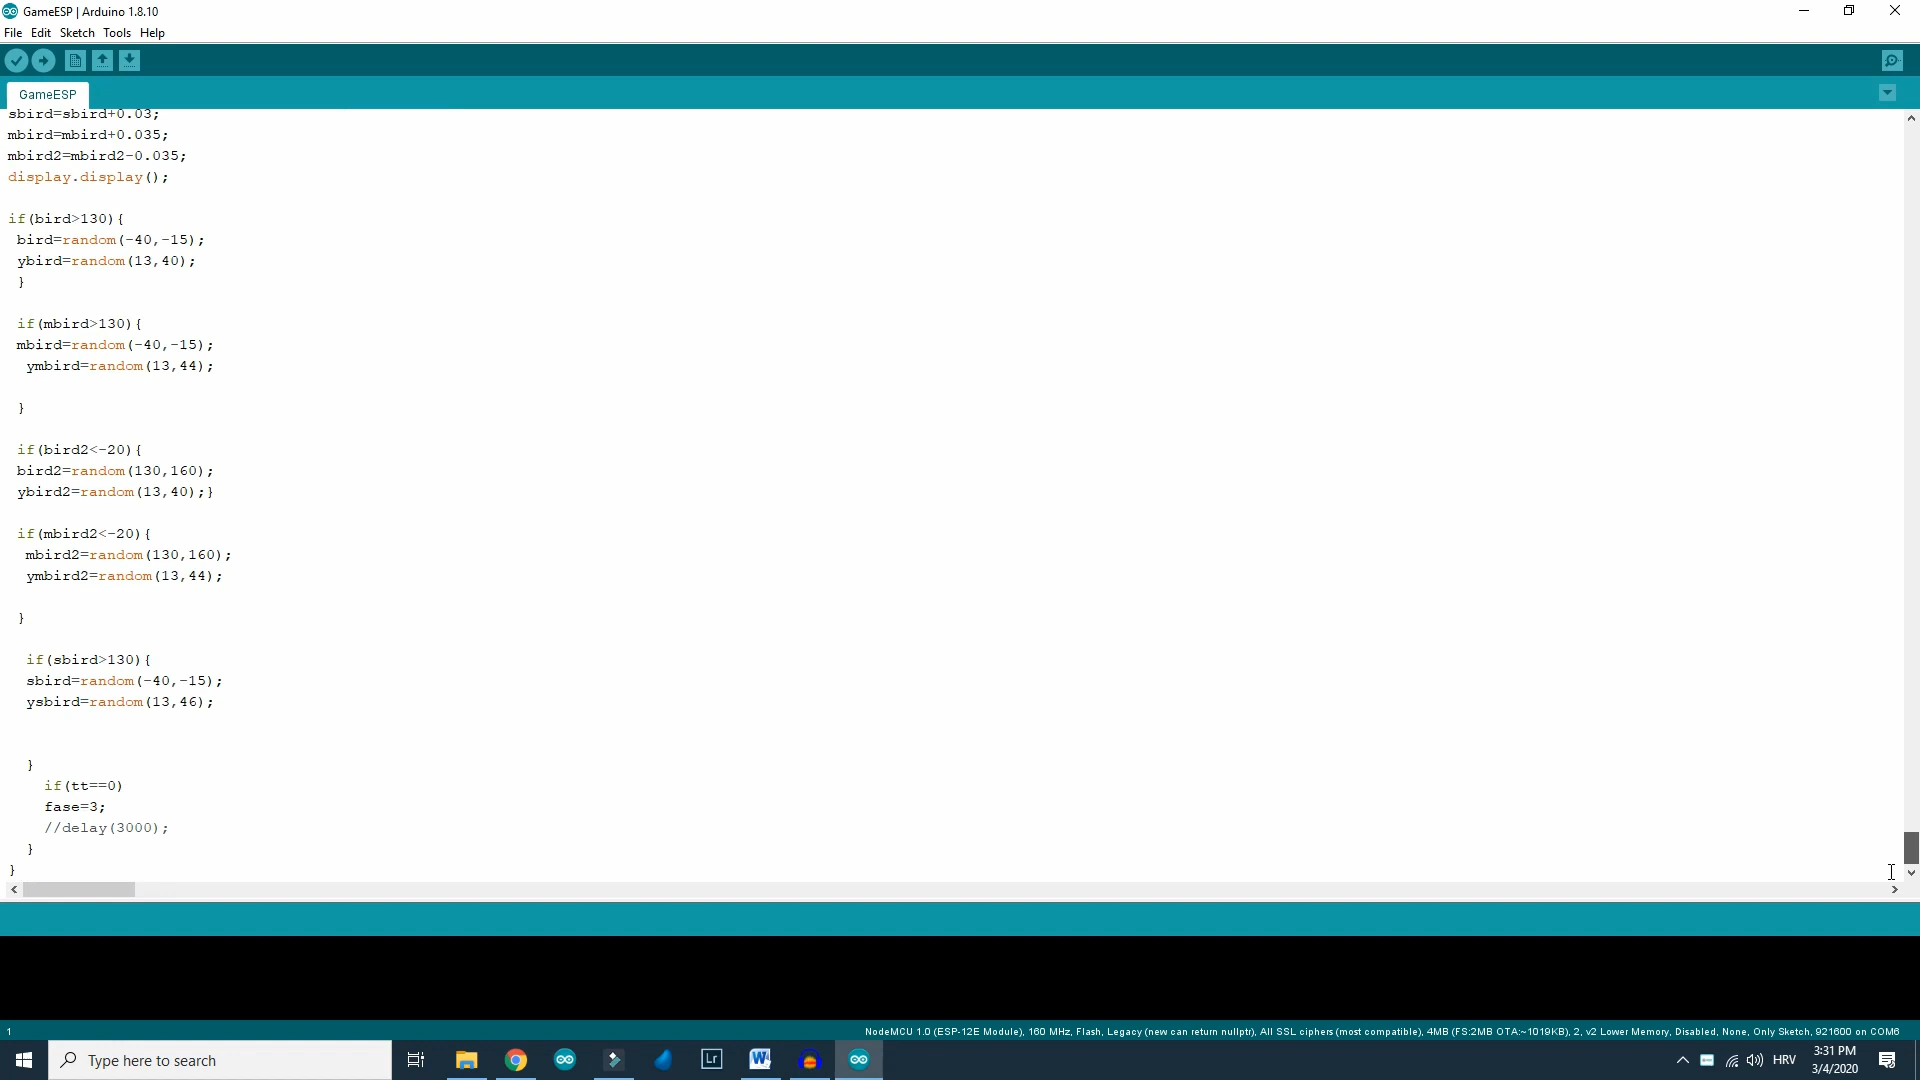 GameESP | Arduino 1.8.10
File Edit Sketch Tools Help
GameESP
sbird=sbird+0.03;
mbird=mbird+0.035;
mbird2=mbird2-0.035;
display.display();
if(bird>130){
bird=random(-40,-15);
ybird=random(13,40);
}
if(mbird>130){
mbird=random(-40,-15);
ymbird=random(13,44);
}
if(bird2<-20){
bird2=random(130,160);
ybird2=random(13,40);}
if(mbird2<-20){
mbird2=random(130,160);
ymbird2=random(13,44);
}
if(sbird>130){
sbird=random(-40,-15);
ysbird=random(13,46);
}
if(tt==0)
fase=3;
//delay(3000);
}
}
1
NodeMCU 1.0 (ESP-12E Module), 160 MHz, Flash, Legacy (new can return nullptr), All SSL ciphers (most compatible), 4MB (FS:2MB OTA:~1019KB), 2, v2 Lower Memory, Disabled, None, Only Sketch, 921600 on COM6
Type here to search
Lr
W
HRV
3:31 PM
3/4/2020